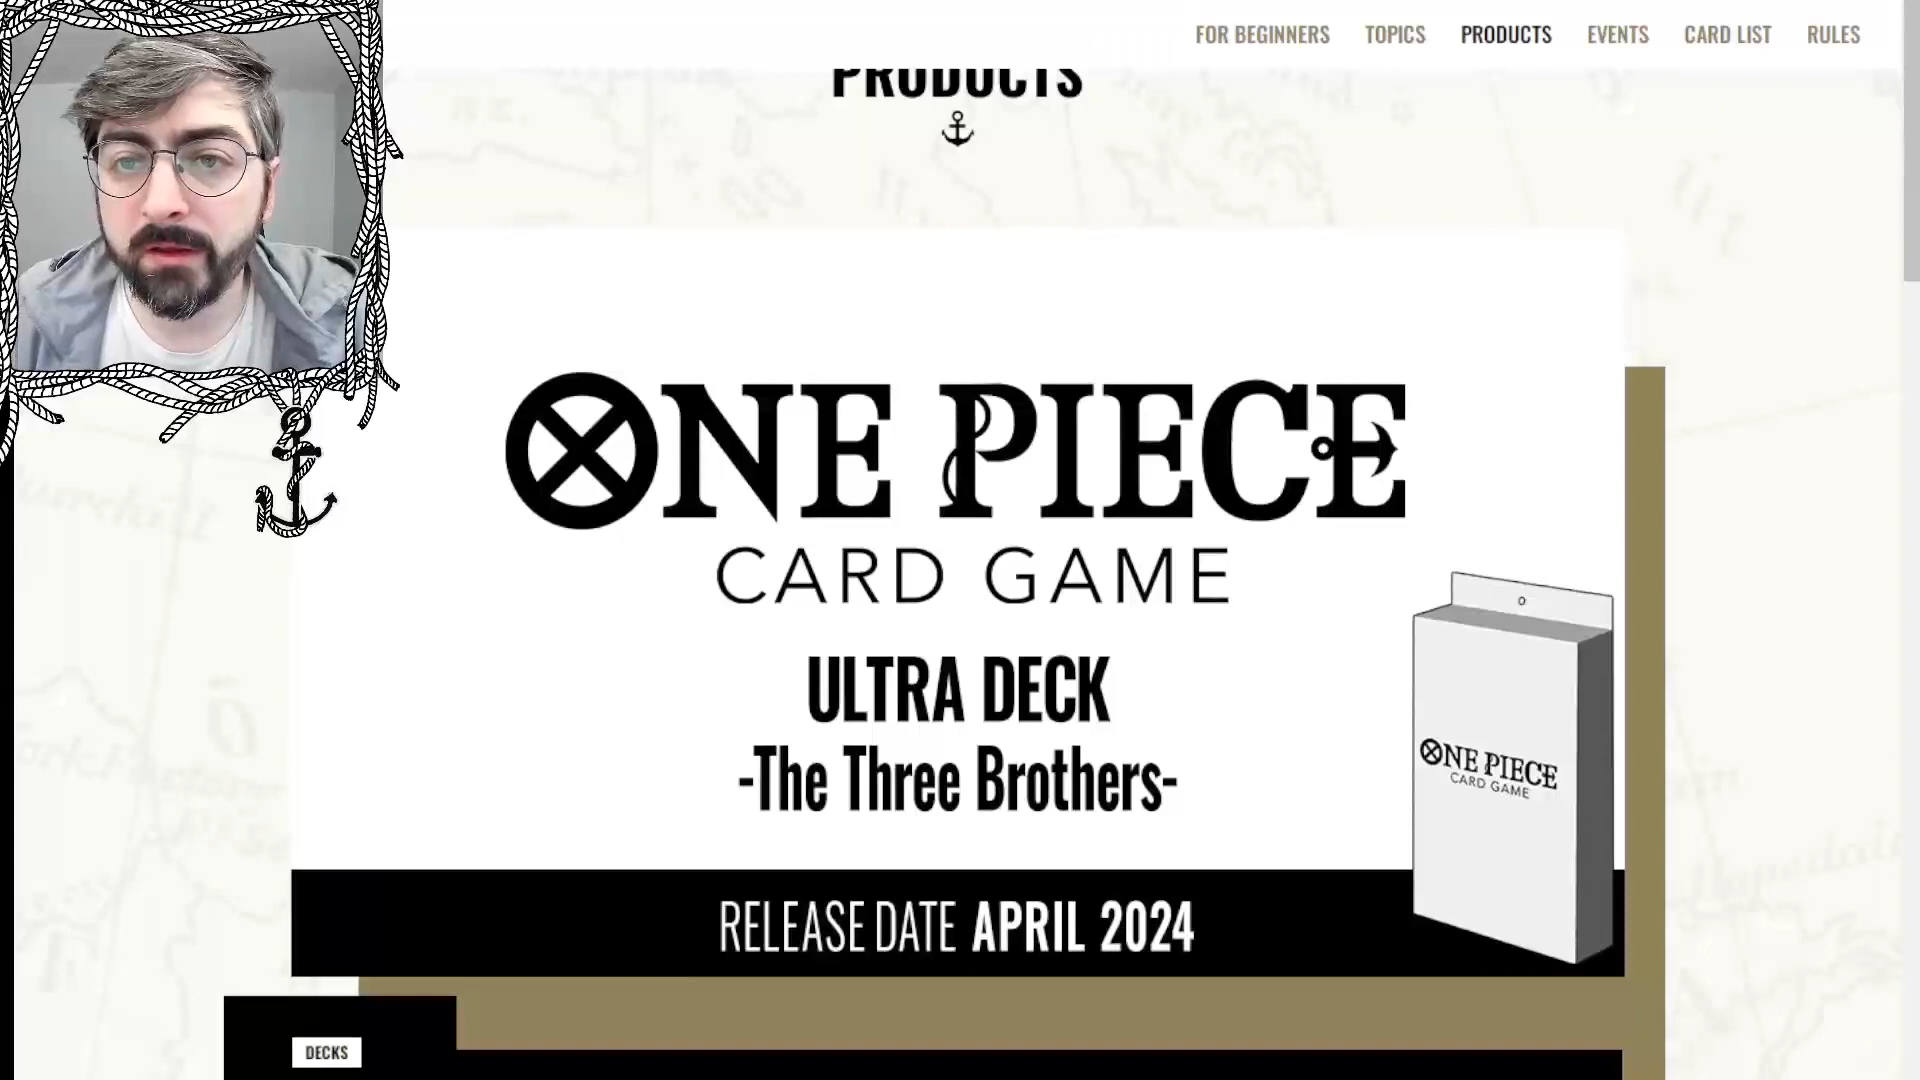 FOR BEGINNERS TOPICS PRODUCTS EVENTS CARD LIST RULES
PRODUCTS
ONE PIECE
CARD GAME
ULTRA DECK
-The Three Brothers-
ONE PIECE
CARD GAME
RELEASE DATE APRIL 2024
DECKS